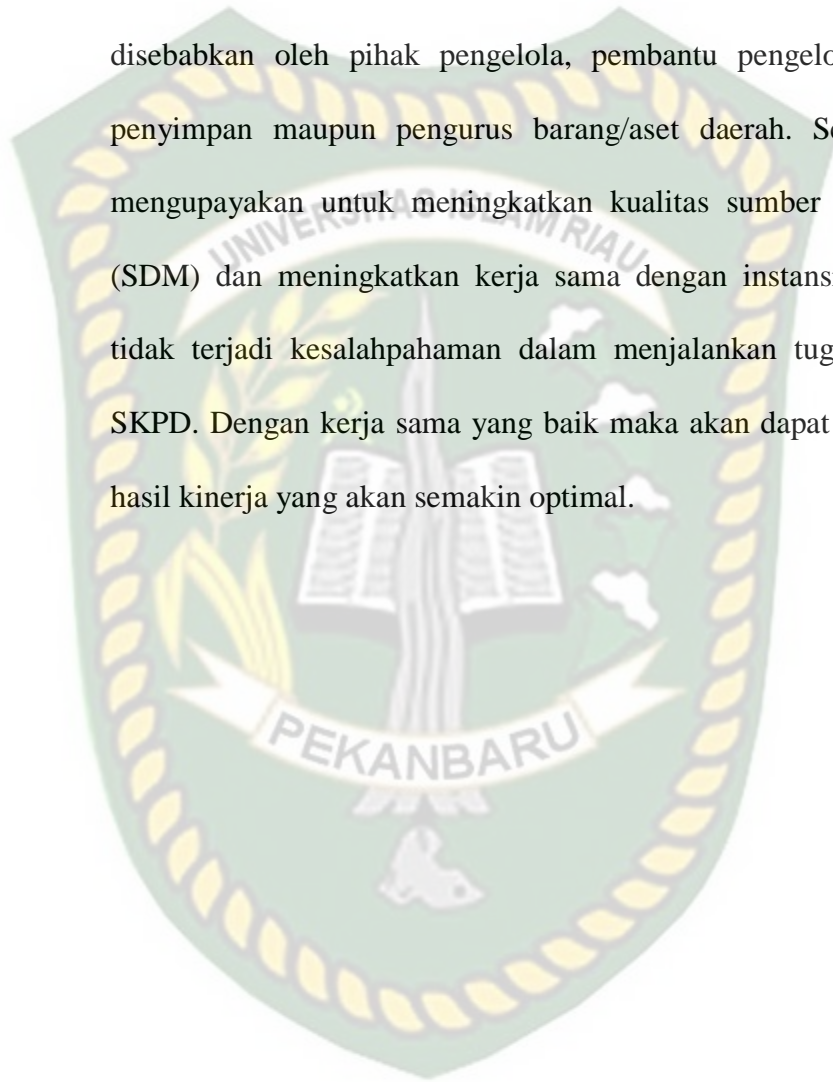 disebabkan oleh pihak pengelola, pembantu pengelo
penyimpan maupun pengurus barang/aset daerah. Se
mengupayakan untuk meningkatkan kualitas sumber
(SDM) dan meningkatkan kerja sama dengan instansi
tidak terjadi kesalahpahaman dalam menjalankan tug
SKPD. Dengan kerja sama yang baik maka akan dapat
hasil kinerja yang akan semakin optimal.
UNIVERSITAS ISLAM RIAU
PEKANBARU